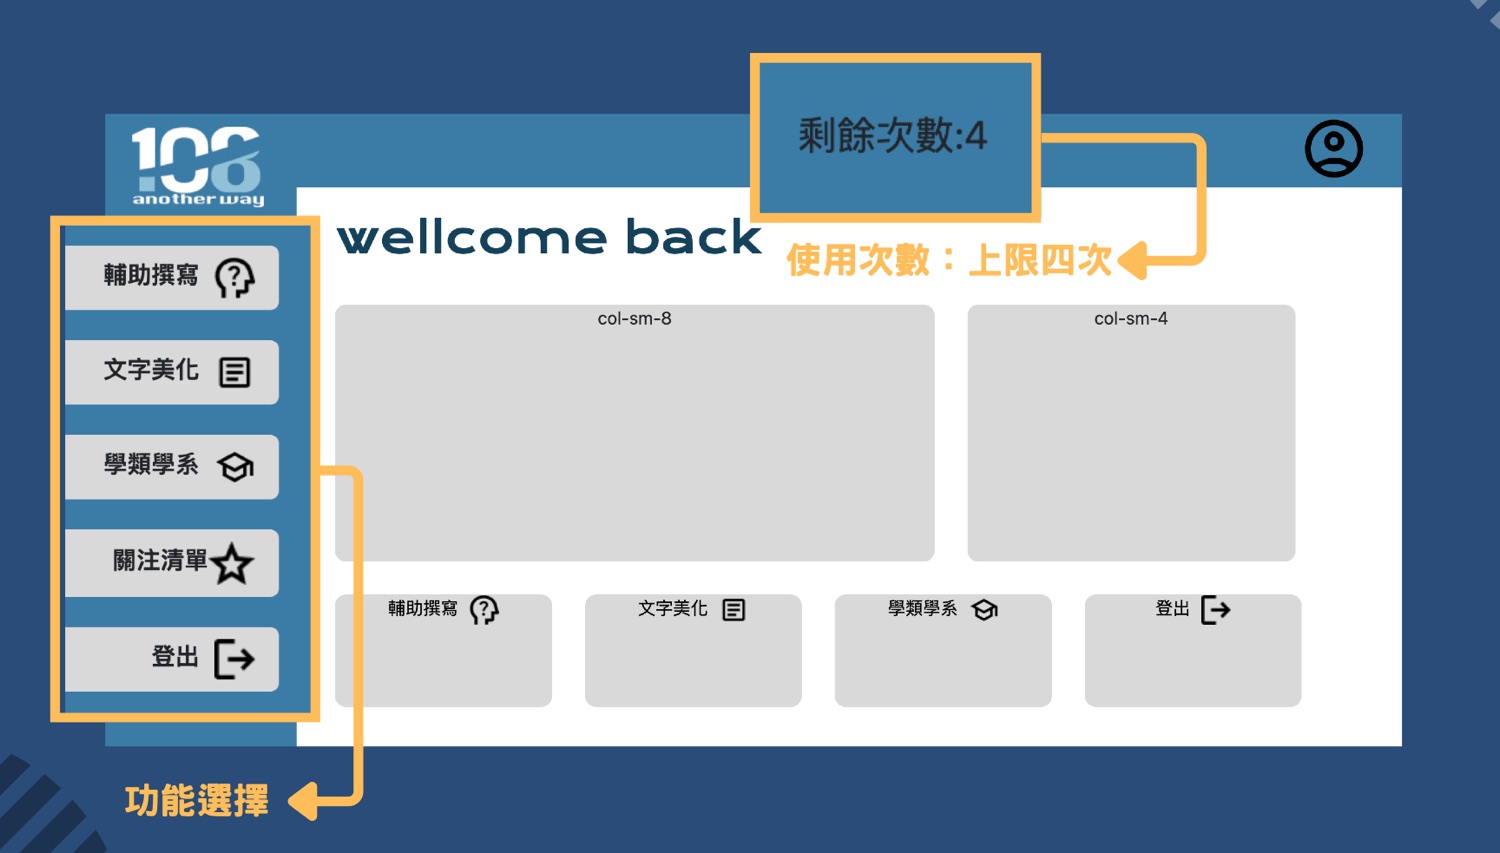 剩餘次數:4
108
another way
wellcome back
使用次數：上限四次
輔助撰寫
文字美化
學類學系
關注清單
登出
col-sm-8
col-sm-4
輔助撰寫
文字美化
學類學系
登出
功能選擇